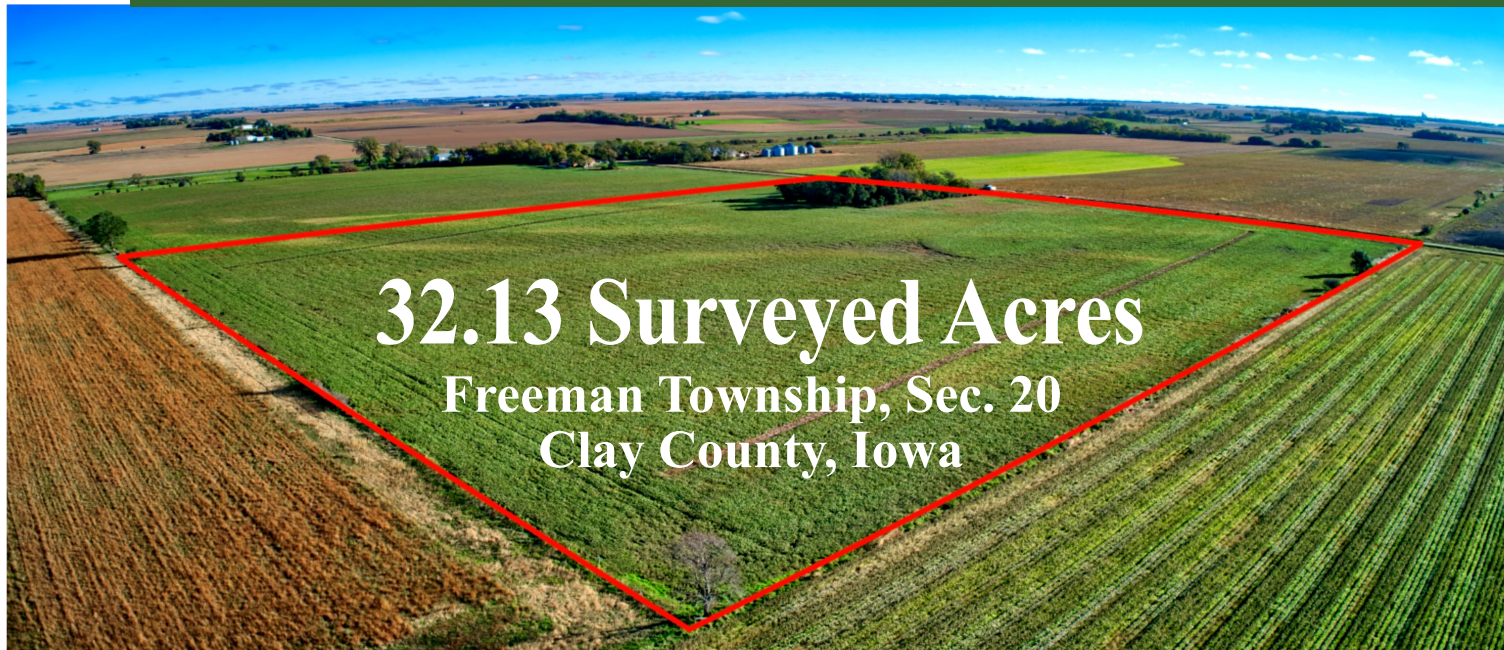 32.13 Surveyed Acres
Freeman Township, Sec. 20
Clay County, Iowa